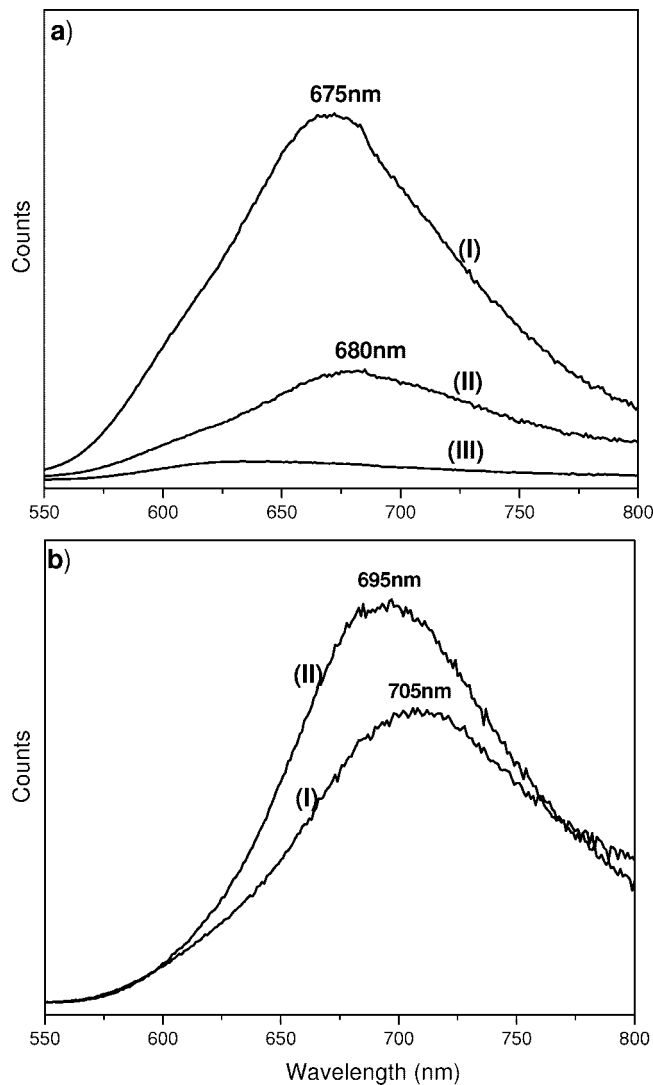 a)
675nm
(I)
680nm
(II)
(III)
Counts
550 600 650 700 750 800
b)
695nm
(II)
705nm
(I)
Counts
550 600 650 700 750 800
Wavelength (nm)